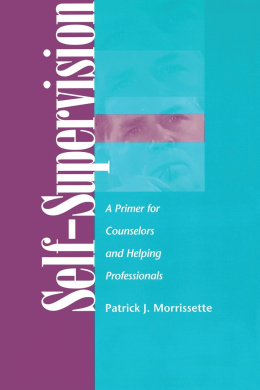 Self-Supervision
A Primer for
Counselors
and Helping
Professionals
Patrick J. Morrissette